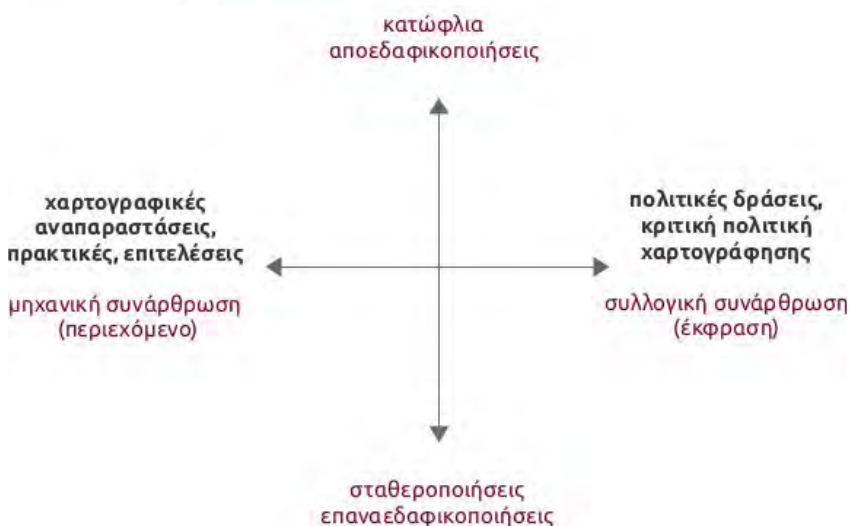 κατώφλια
αποεδαφικοποιήσεις
χαρτογραφικές
αναπαραστάσεις,
πρακτικές, επιτελέσεις
μηχανική συνάρθρωση
(περιεχόμενο)
πολιτικές δράσεις,
κριτική πολιτική
χαρτογράφησης
συλλογική συνάρθρωση
(έκφραση)
σταθεροποιήσεις
επαναεδαφικοποιήσεις